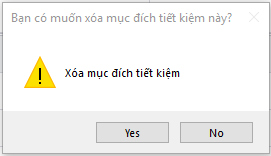 Bạn có muốn xóa mục đích tiết kiệm này?
Xóa mục đích tiết kiệm
Yes
No